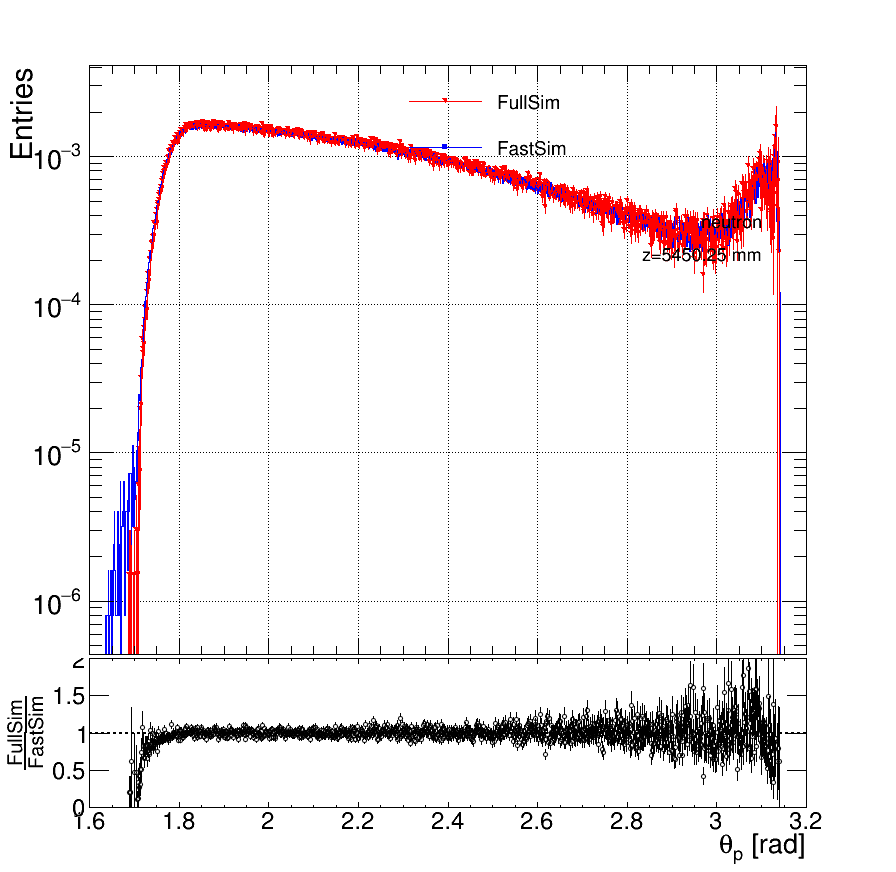 Entries
10⁻³
10⁻⁴
10⁻⁵
10⁻⁶
FullSim
FastSim
neutron
z=5450.25 mm
FullSim
FastSim
2
1.5
1
0.5
0
1.6 1.8 2 2.2 2.4 2.6 2.8 3 3.2
θp [rad]